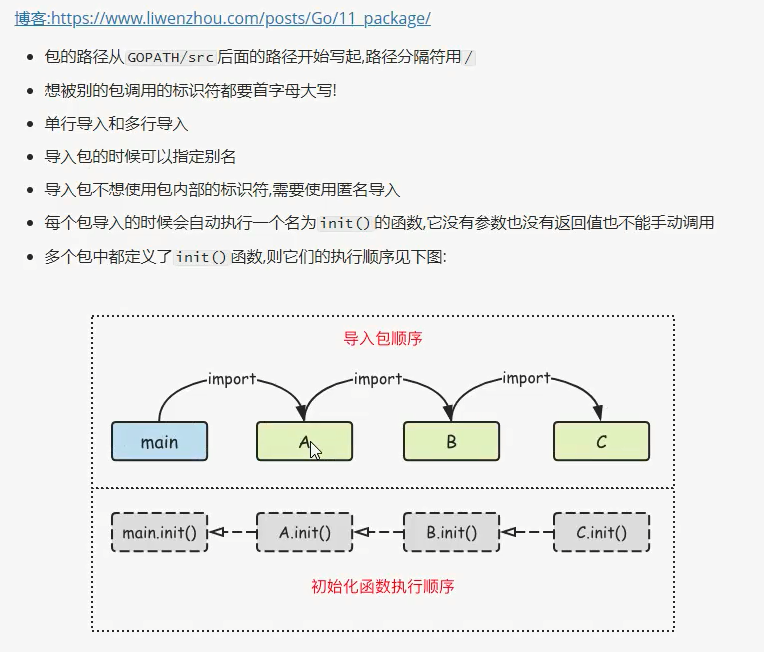 博客:https://www.liwenzhou.com/posts/Go/11_package/
包的路径从GOPATH/src后面的路径开始写起,路径分隔符用/
想被别的包调用的标识符都要首字母大写!
单行导入和多行导入
导入包的时候可以指定别名
导入包不想使用包内部的标识符,需要使用匿名导入
每个包导入的时候会自动执行一个名为init()的函数,它没有参数也没有返回值也不能手动调用
多个包中都定义了init()函数,则它们的执行顺序见下图:
导入包顺序
import import import
main A B C
main.init() A.init() B.init() C.init()
初始化函数执行顺序